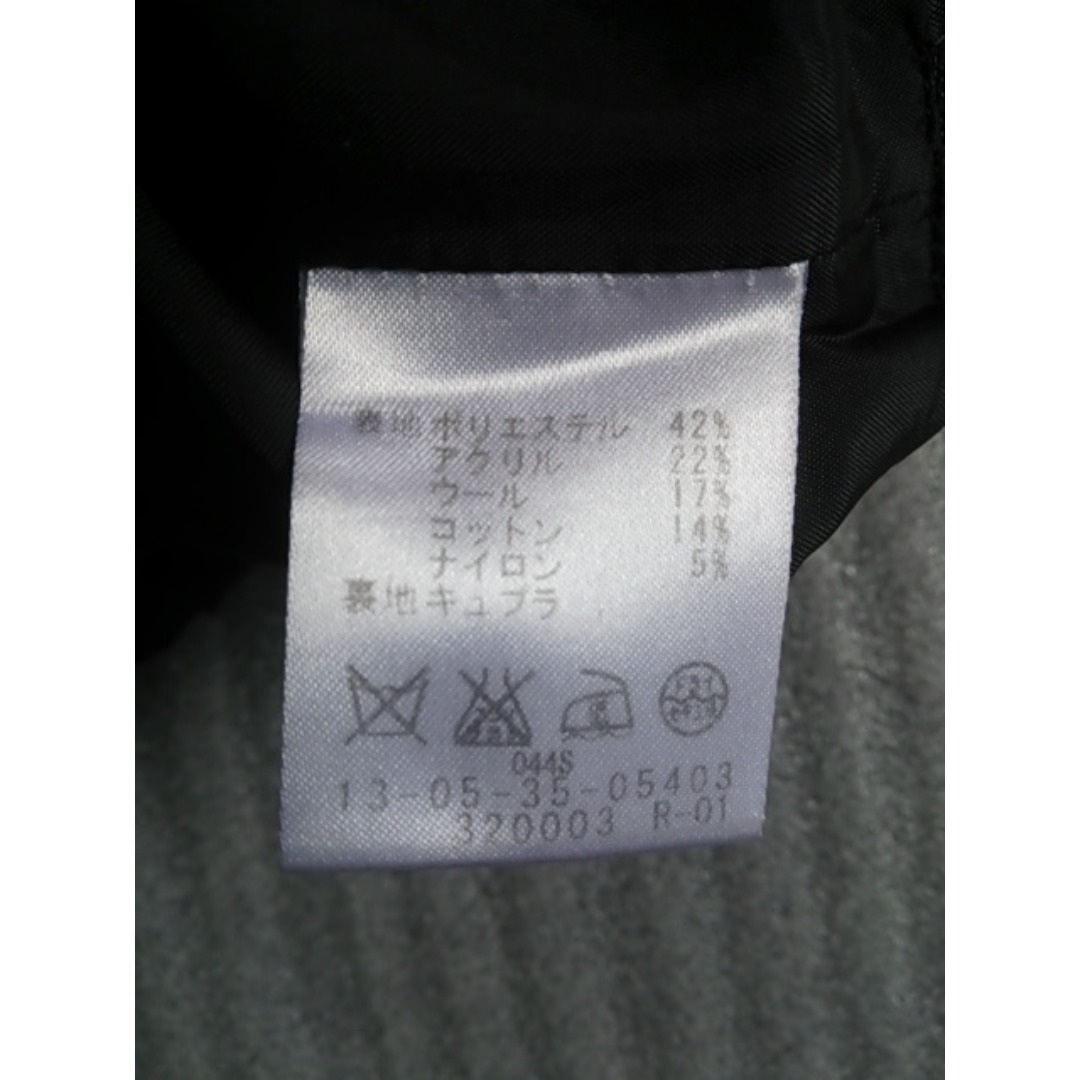 表地ポリエステル 42%
アクリル 22%
ウール 17%
コットン 14%
ナイロン 5%
裏地キュプラ
044S
13-05-35-05403
320003 R-01